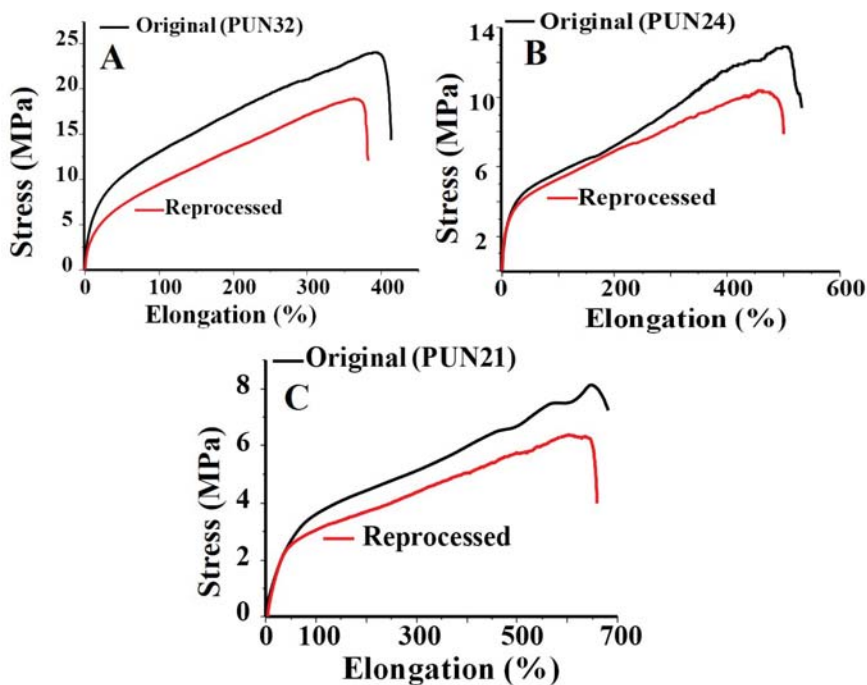 Original (PUN32)
A
25
20
15
10
5
0
Reprocessed
0 100 200 300 400
Stress (MPa)
Elongation (%)
Original (PUN24)
B
14
10
6
2
Reprocessed
0 200 400 600
Stress (MPa)
Elongation (%)
Original (PUN21)
C
8
6
4
2
0
Reprocessed
0 100 300 500 700
Stress (MPa)
Elongation (%)